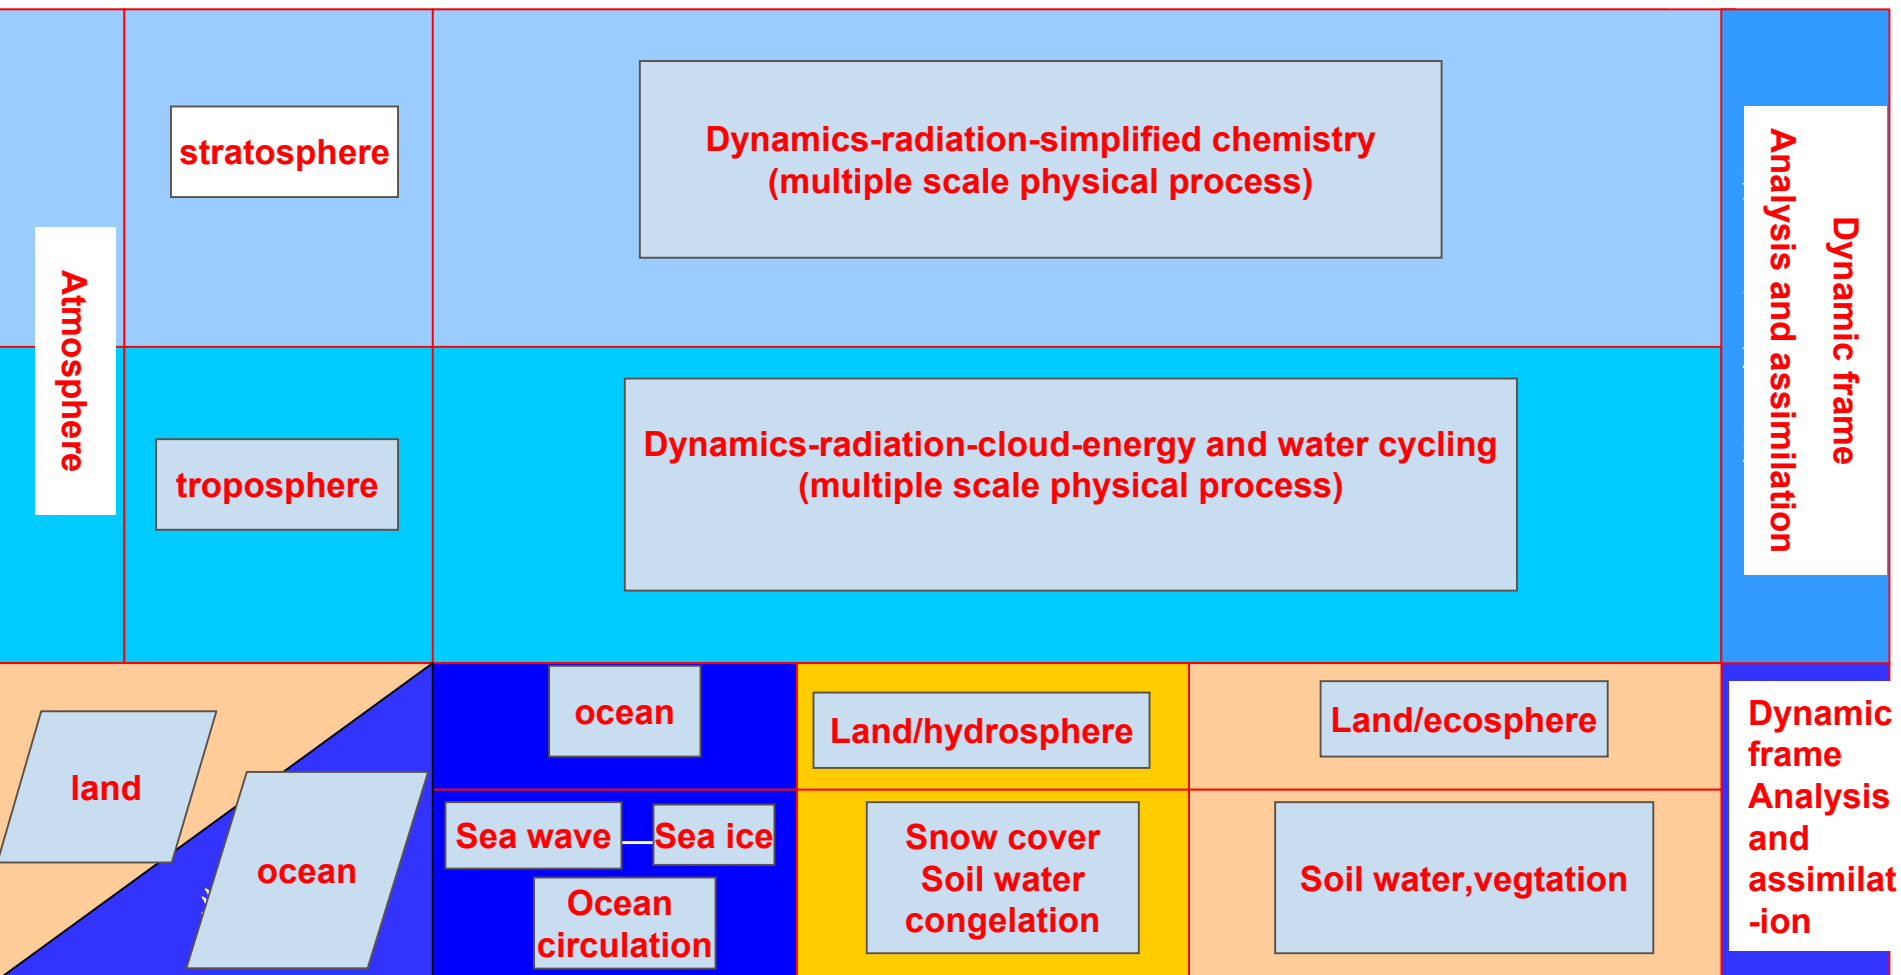 stratosphere
Dynamics-radiation-simplified chemistry
(multiple scale physical process)
Dynamic frame
Analysis and assimilation
Atmosphere
troposphere
Dynamics-radiation-cloud-energy and water cycling
(multiple scale physical process)
land
ocean
ocean
Land/hydrosphere
Land/ecosphere
Sea wave
Sea ice
Ocean
circulation
Snow cover
Soil water
congelation
Soil water,vegtation
Dynamic
frame
Analysis
and
assimilat
-ion